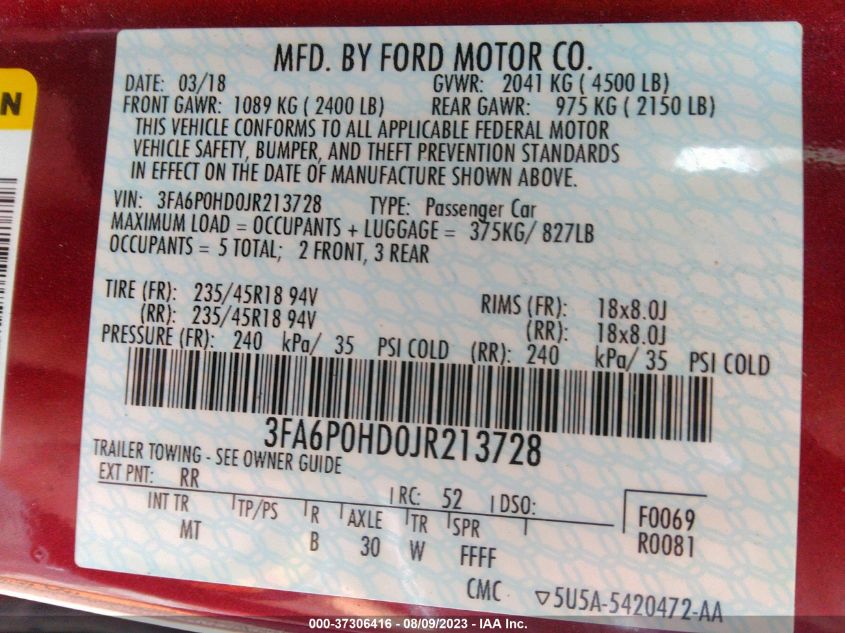 N
MFD. BY FORD MOTOR CO.
DATE: 03/18 GVWR: 2041 KG ( 4500 LB)
FRONT GAWR: 1089 KG ( 2400 LB) REAR GAWR: 975 KG ( 2150 LB)
THIS VEHICLE CONFORMS TO ALL APPLICABLE FEDERAL MOTOR
VEHICLE SAFETY, BUMPER, AND THEFT PREVENTION STANDARDS
IN EFFECT ON THE DATE OF MANUFACTURE SHOWN ABOVE.
VIN: 3FA6P0HD0JR213728 TYPE: Passenger Car
MAXIMUM LOAD = OCCUPANTS + LUGGAGE = 375KG/ 827LB
OCCUPANTS = 5 TOTAL; 2 FRONT, 3 REAR
TIRE (FR): 235/45R18 94V RIMS (FR): 18x8.0J
(RR): 235/45R18 94V (RR): 18x8.0J
PRESSURE (FR): 240 kPa/ 35 PSI COLD (RR): 240 kPa/ 35 PSI COLD
3FA6P0HD0JR213728
TRAILER TOWING - SEE OWNER GUIDE
EXT PNT: RR RC: 52 DSO:
INT TR TP/PS R AXLE TR SPR F0069
MT B 30 W FFFF R0081
CMC ▽5U5A-5420472-AA
000-37306416 - 08/09/2023 - IAA Inc.